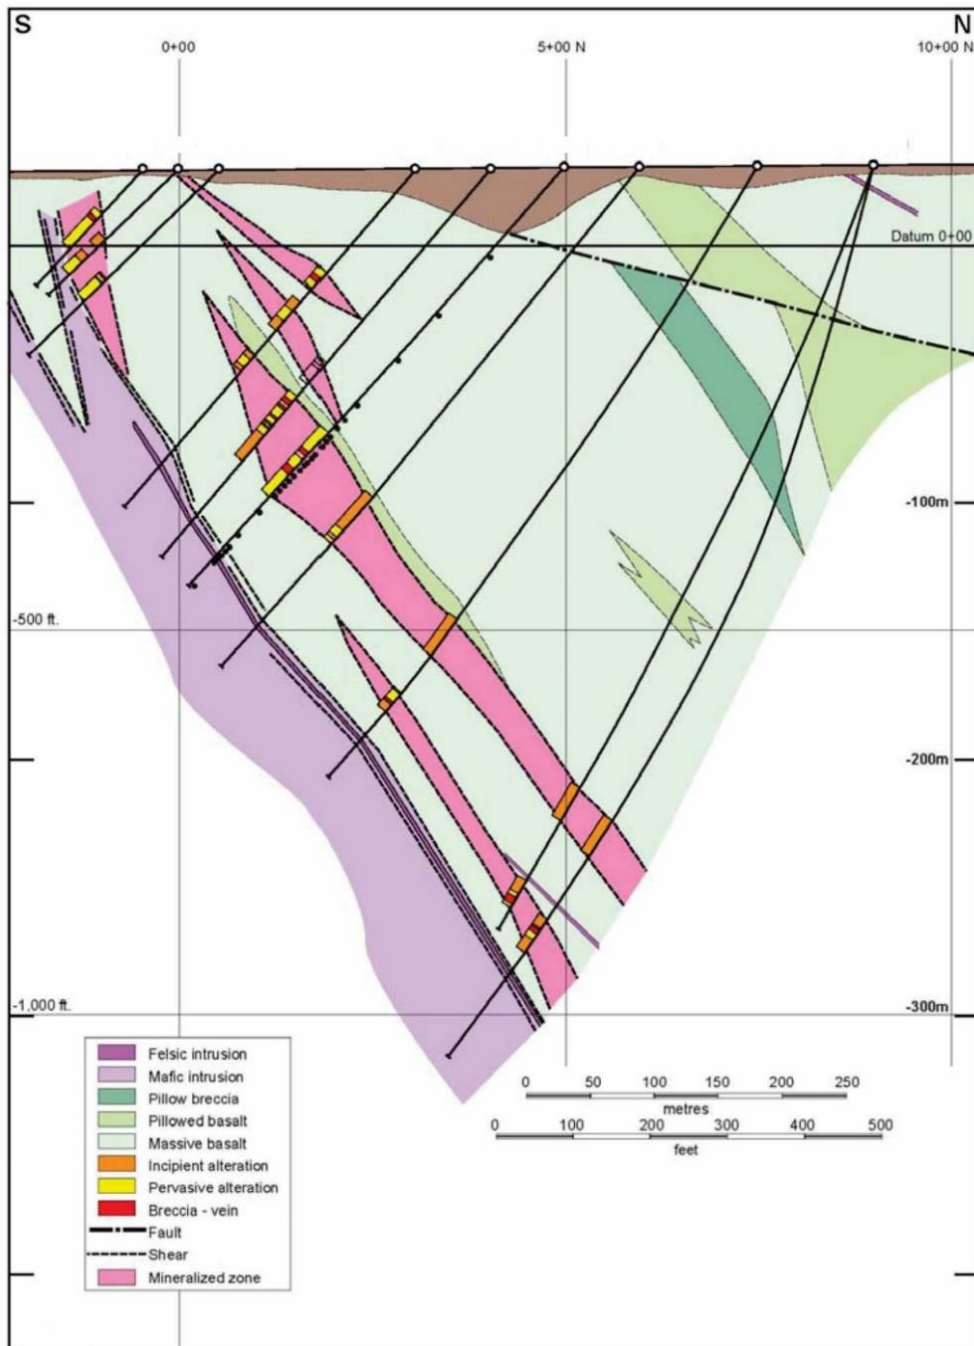 S
N
0+00
5+00 N
10+00 N
Datum 0+00
-100m
-500 ft.
-200m
-1,000 ft.
-300m
Felsic intrusion
Mafic intrusion
Pillow breccia
Pillowed basalt
Massive basalt
Incipient alteration
Pervasive alteration
Breccia - vein
Fault
Shear
Mineralized zone
0 50 100 150 200 250
metres
0 100 200 300 400 500
feet